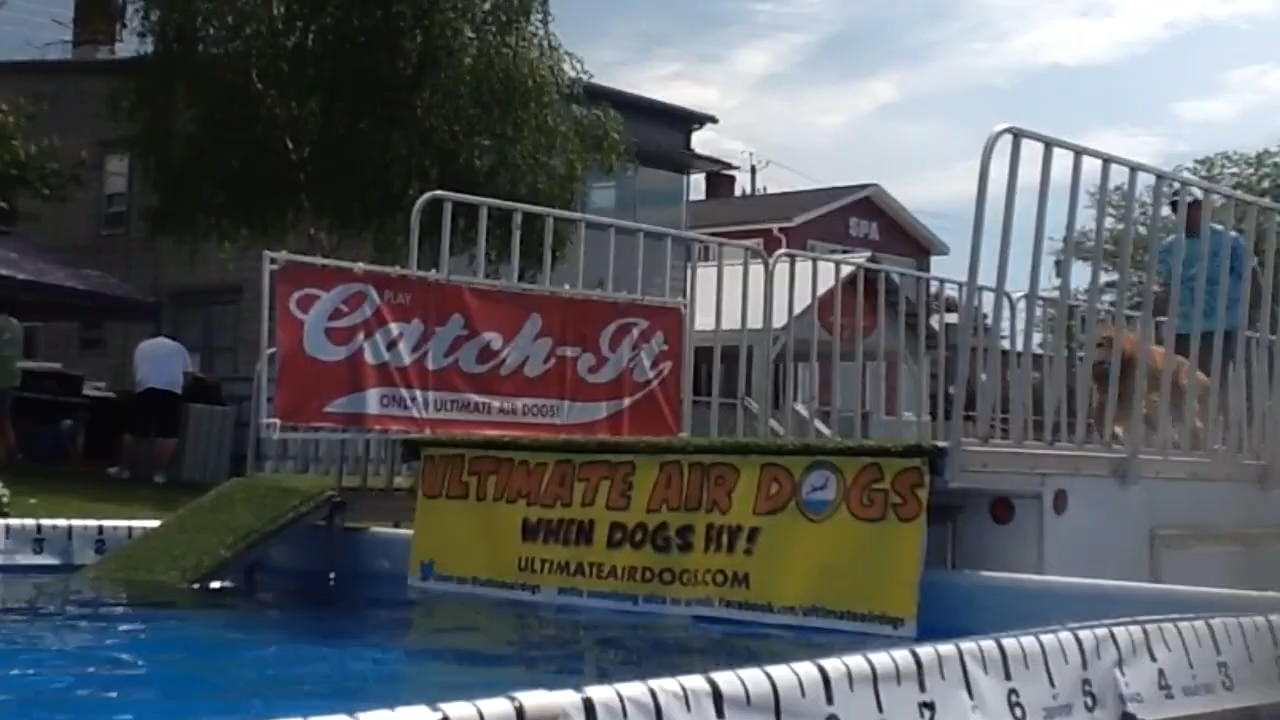 SPA
PLAY
Catch-It
ONLY @ ULTIMATE AIR DOGS!
ULTIMATE AIR DOGS
WHEN DOGS FLY!
ULTIMATEAIRDOGS.COM
Facebook.com/ultimateairdogs
3 2
7 6 5 4 3